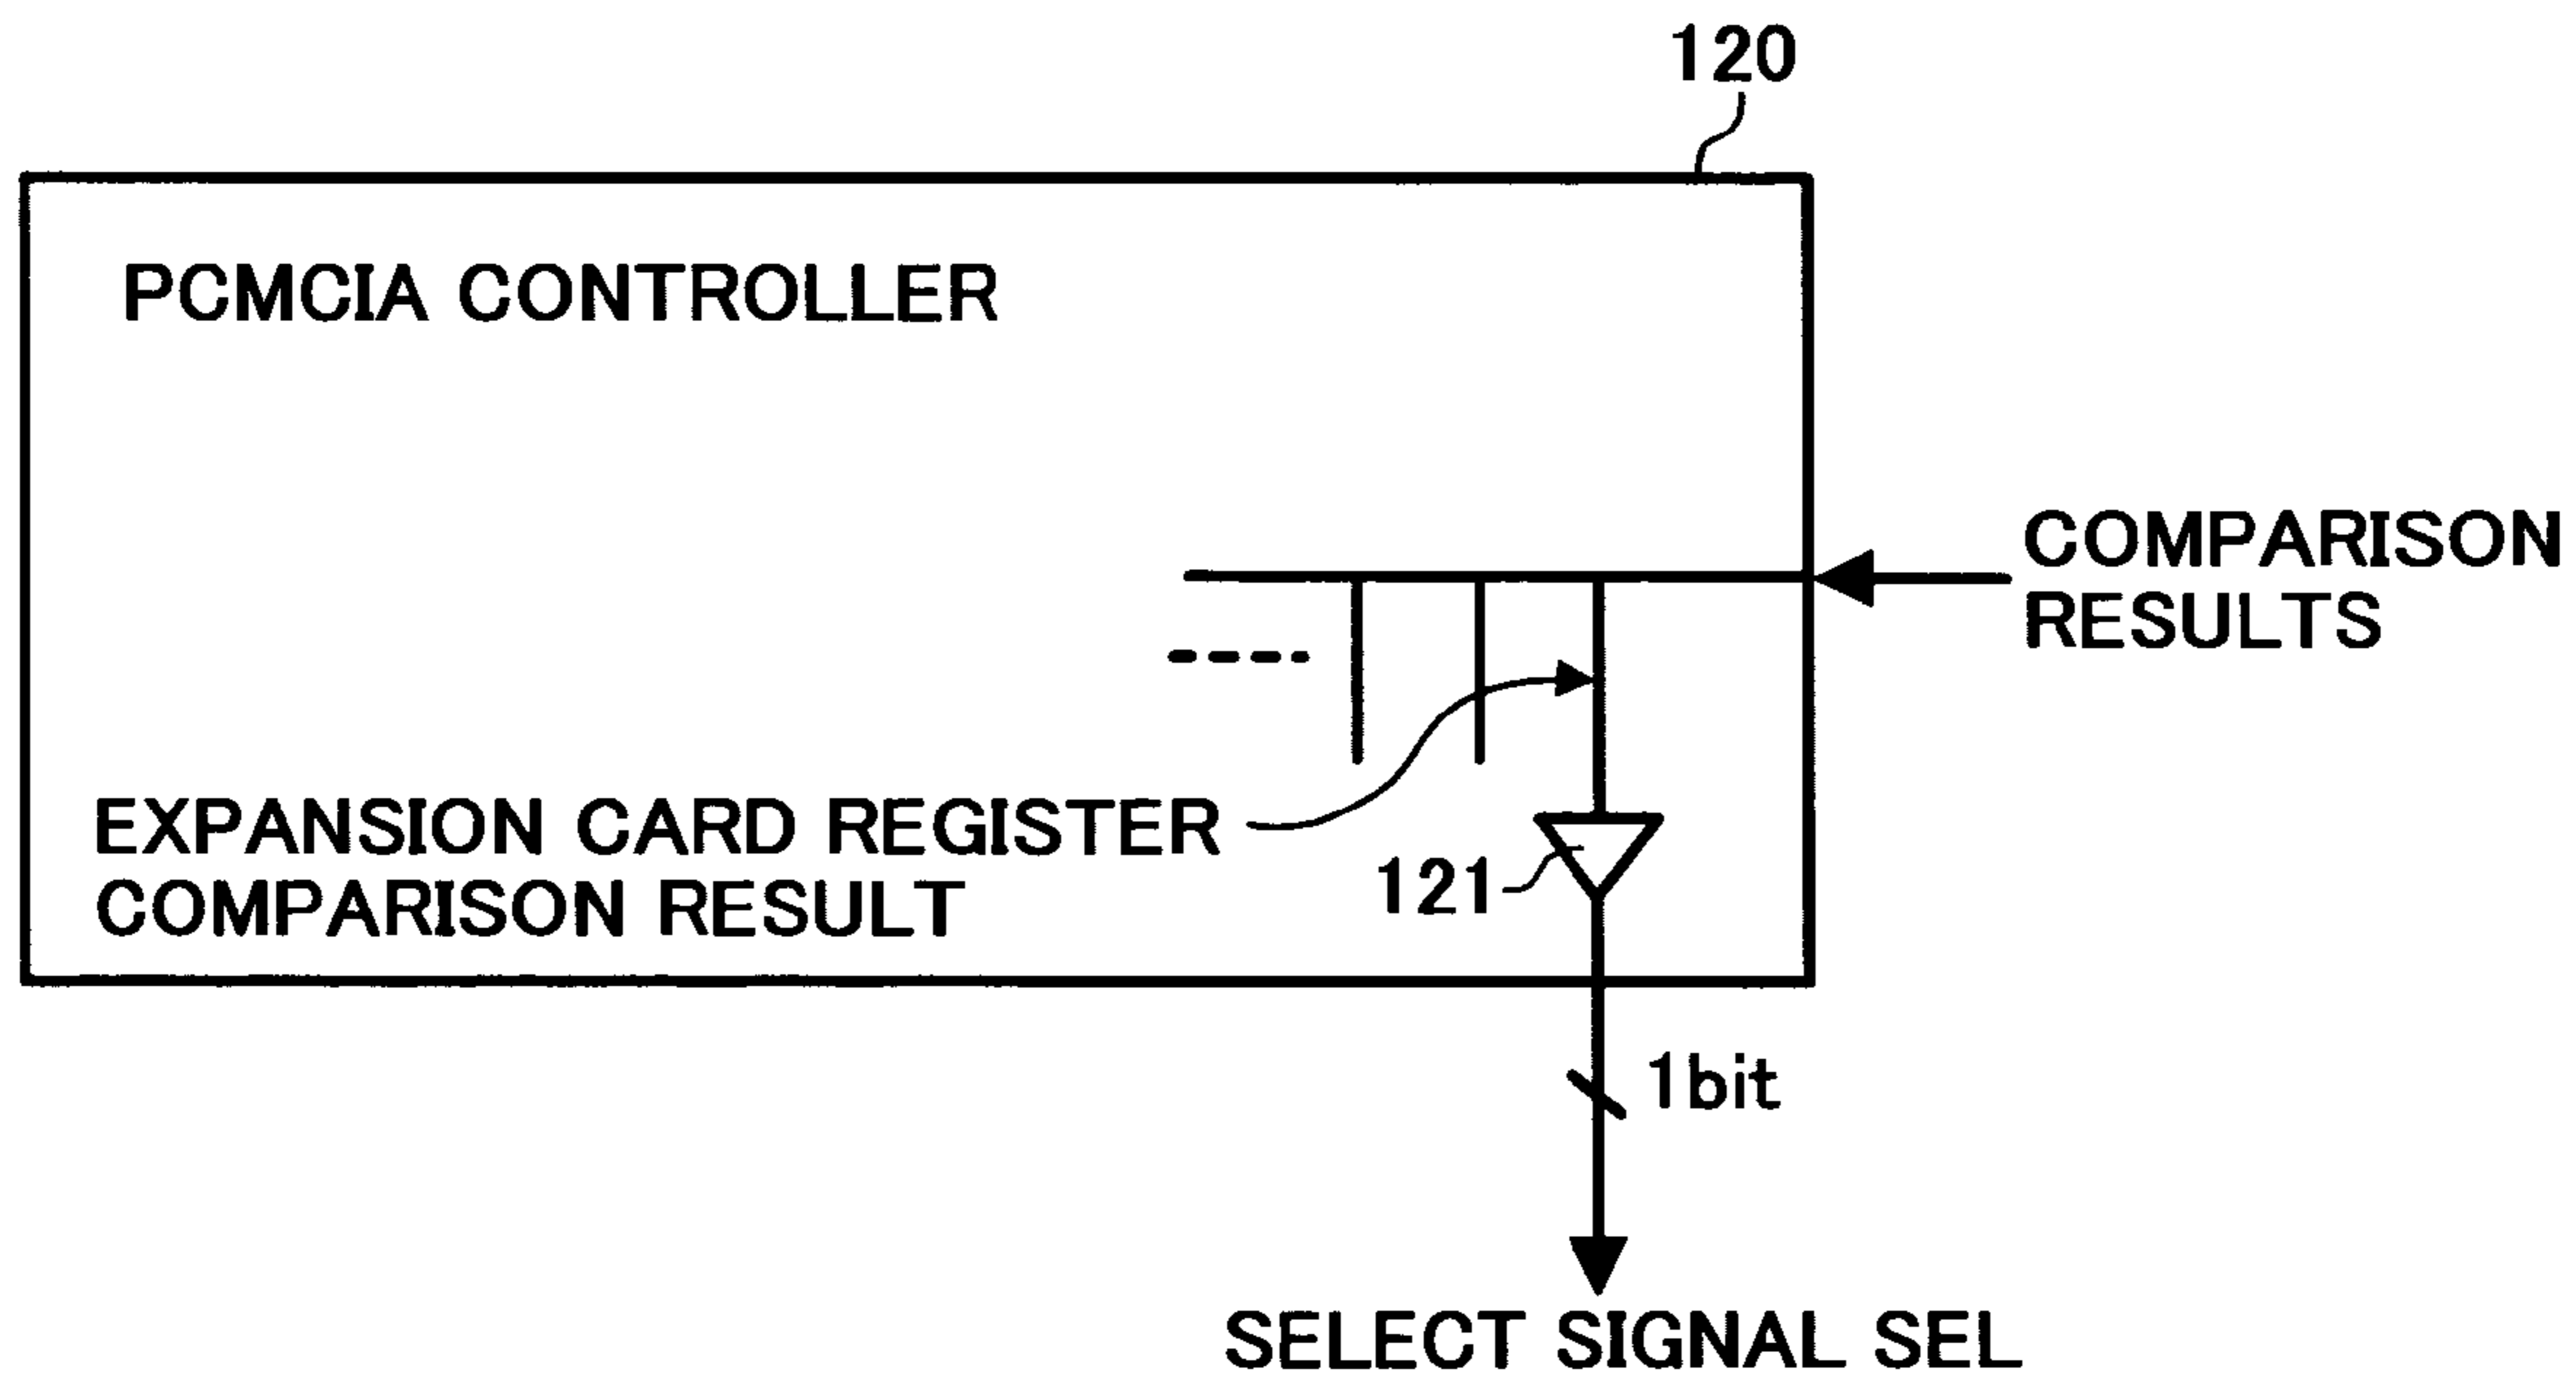 120
PCMCIA CONTROLLER
COMPARISON
RESULTS
EXPANSION CARD REGISTER
COMPARISON RESULT
121
1bit
SELECT SIGNAL SEL